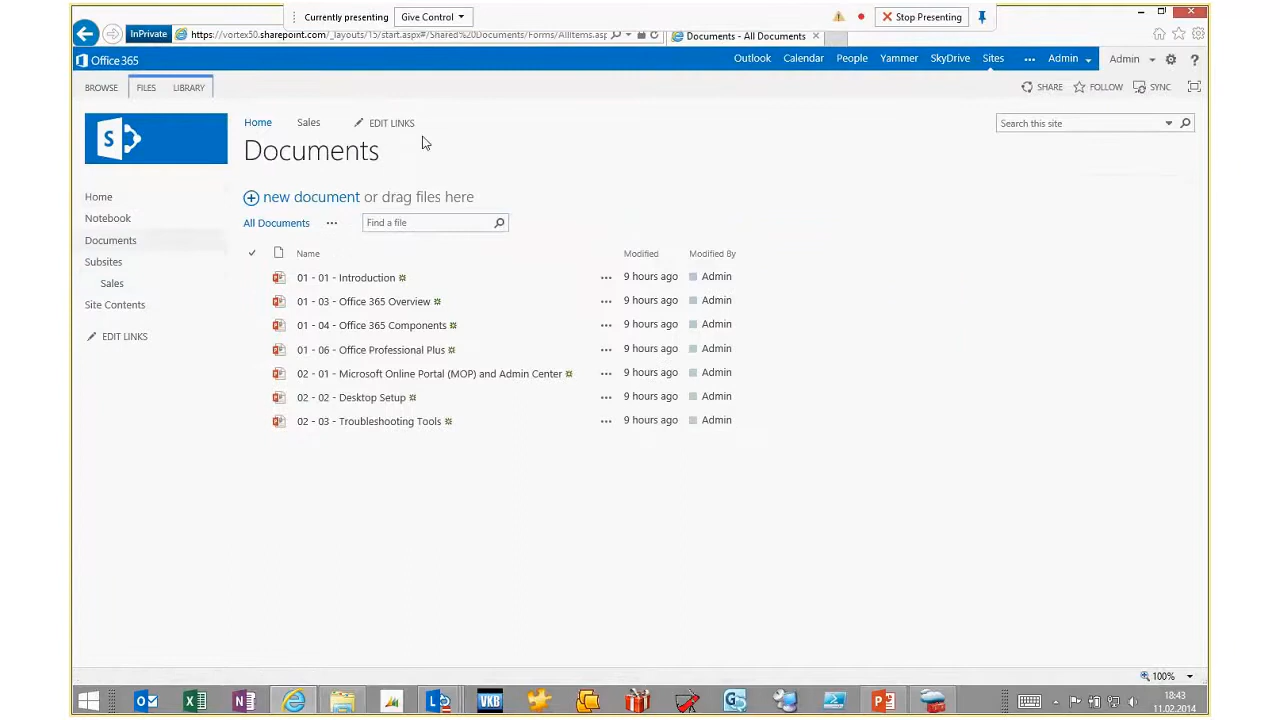 Currently presenting Give Control Stop Presenting
InPrivate https://vortex50.sharepoint.com/_layouts/15/start.aspx#/Shared%20Documents/Forms/AllItems.asp Documents - All Documents
Office 365 Outlook Calendar People Yammer SkyDrive Sites ... Admin Admin ?
BROWSE FILES LIBRARY SHARE FOLLOW SYNC
S Home Sales EDIT LINKS Search this site
Documents
Home
new document or drag files here
Notebook
All Documents ... Find a file
Documents
Name Modified Modified By
Subsites
01 - 01 - Introduction ... 9 hours ago Admin
Sales
01 - 03 - Office 365 Overview ... 9 hours ago Admin
Site Contents
01 - 04 - Office 365 Components ... 9 hours ago Admin
EDIT LINKS
01 - 06 - Office Professional Plus ... 9 hours ago Admin
02 - 01 - Microsoft Online Portal (MOP) and Admin Center ... 9 hours ago Admin
02 - 02 - Desktop Setup ... 9 hours ago Admin
02 - 03 - Troubleshooting Tools ... 9 hours ago Admin
100%
VKB 18:43
11.02.2014